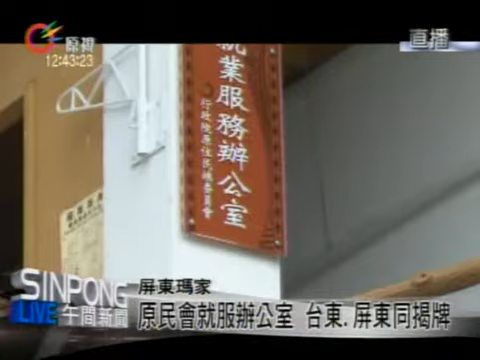 原視
12:43:23
直播
就業服務辦公室
行政院原住民族委員會
SINPONG
LIVE 午間新聞
屏東瑪家
原民會就服辦公室 台東.屏東同揭牌